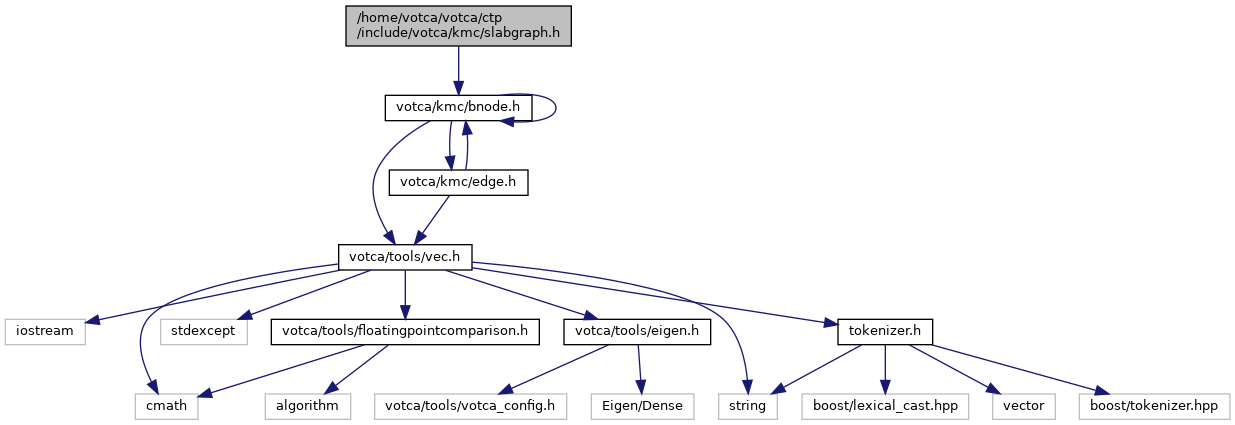 /home/votca/votca/ctp
/include/votca/kmc/slabgraph.h
votca/kmc/bnode.h
votca/kmc/edge.h
votca/tools/vec.h
iostream
stdexcept
votca/tools/floatingpointcomparison.h
votca/tools/eigen.h
tokenizer.h
cmath
algorithm
votca/tools/votca_config.h
Eigen/Dense
string
boost/lexical_cast.hpp
vector
boost/tokenizer.hpp